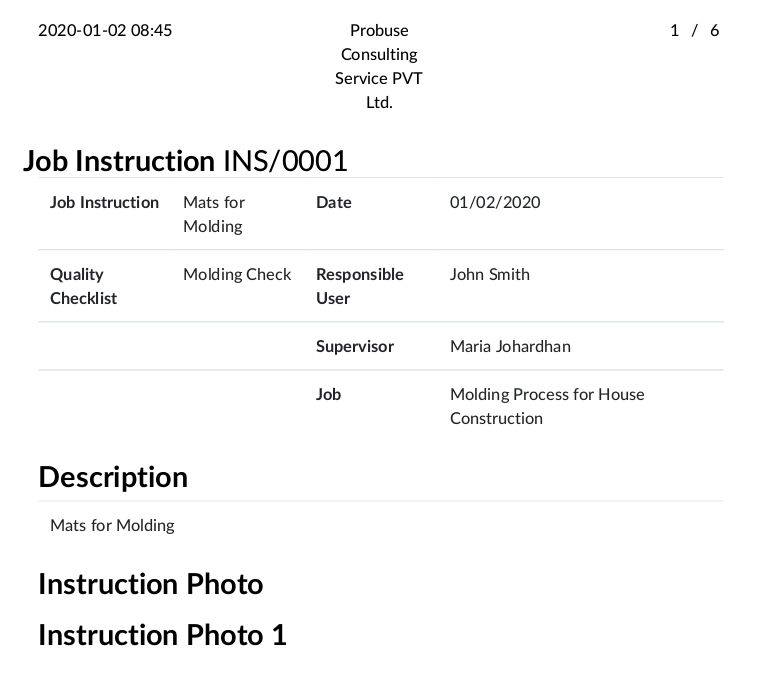 2020-01-02 08:45
Probuse
Consulting
Service PVT
Ltd.
1 / 6
Job Instruction INS/0001
Job Instruction
Mats for
Molding
Date
01/02/2020
Quality
Checklist
Molding Check
Responsible
User
John Smith
Supervisor
Maria Johardhan
Job
Molding Process for House
Construction
Description
Mats for Molding
Instruction Photo
Instruction Photo 1